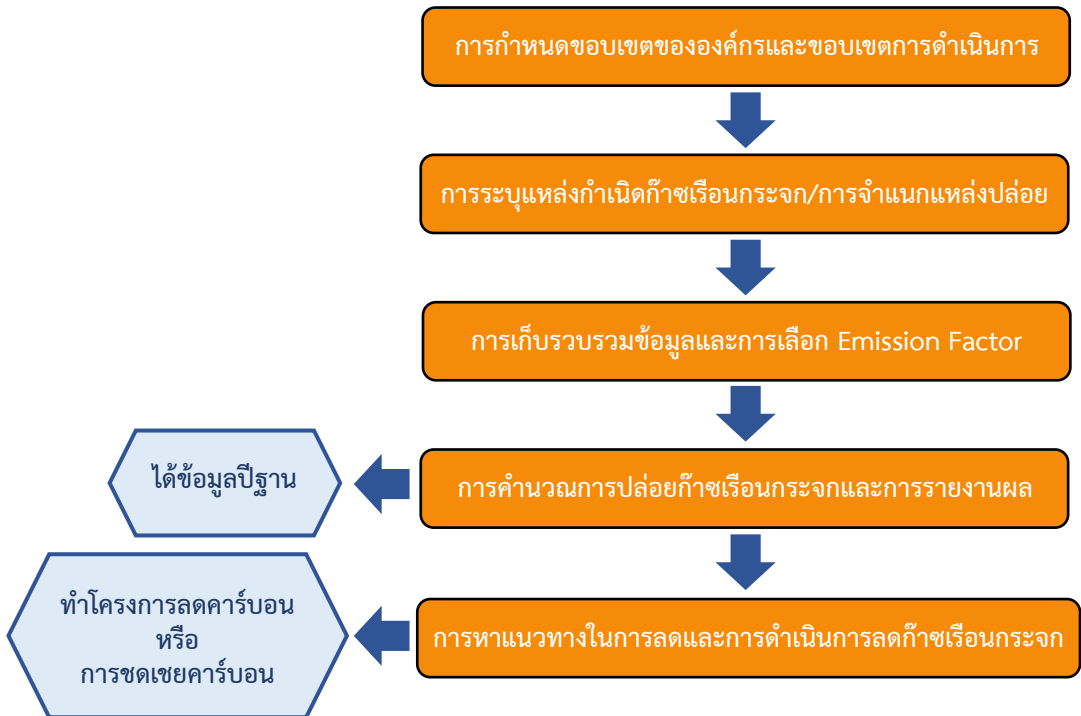 การกำหนดขอบเขตขององค์กรและขอบเขตการดำเนินการ
การระบุแหล่งกำเนิดก๊าซเรือนกระจก/การจำแนกแหล่งปล่อย
การเก็บรวบรวมข้อมูลและการเลือก Emission Factor
การคำนวณการปล่อยก๊าซเรือนกระจกและการรายงานผล
ได้ข้อมูลปีฐาน
การหาแนวทางในการลดและการดำเนินการลดก๊าซเรือนกระจก
ทำโครงการลดคาร์บอน
หรือ
การชดเชยคาร์บอน